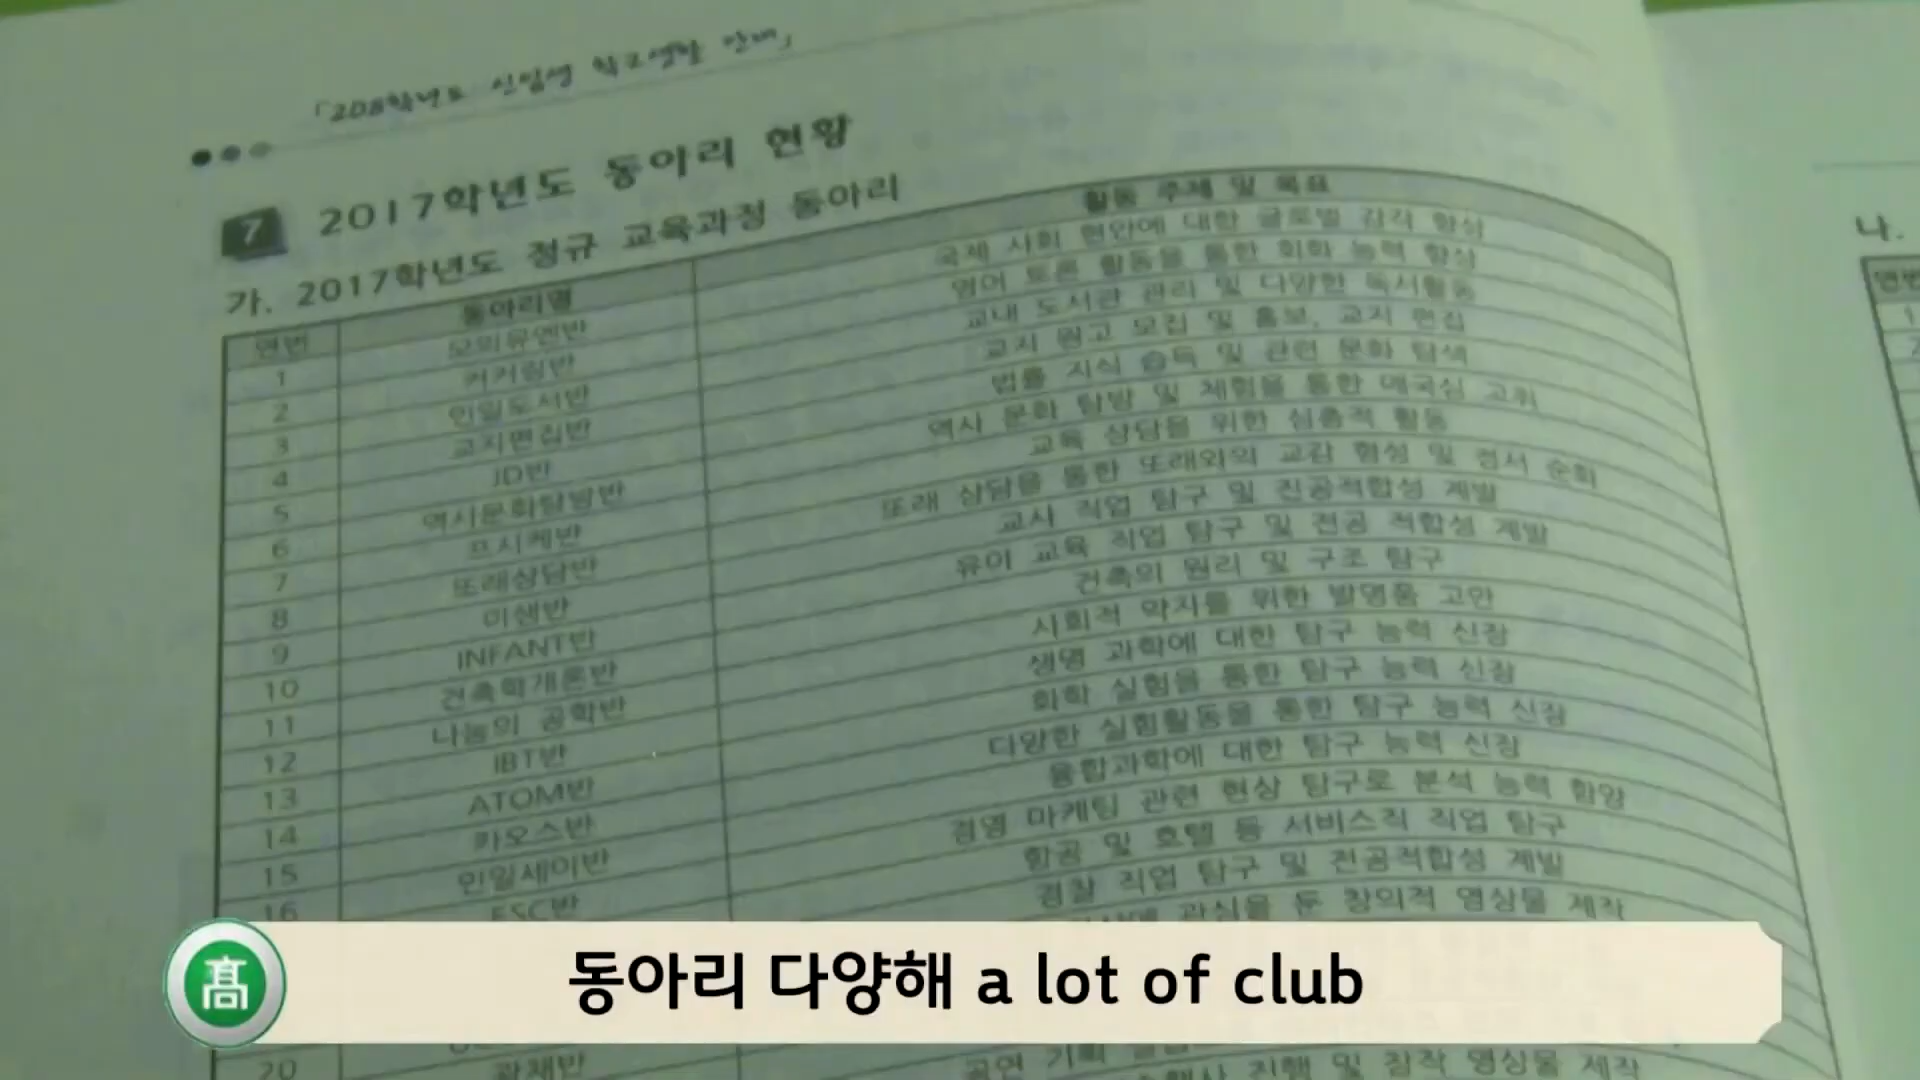 「208학년도 신입생 학교생활 안내」
7 2017학년도 동아리 현황
가. 2017학년도 정규 교육과정 동아리
연번 동아리명 활동 주제 및 목표
1 모의유엔반 국제 사회 현안에 대한 글로벌 감각 향상
2 커커림반 영어 토론 활동을 통한 회화 능력 향상
3 인일도서반 교내 도서관 관리 및 다양한 독서활동
4 교지편집반 교지 원고 모집 및 홍보, 교지 편집
5 JD반 법률 지식 습득 및 관련 문화 탐색
6 역사문화탐방반 역사 문화 탐방 및 체험을 통한 애국심 고취
7 프시케반 교육 상담을 위한 심층적 활동
8 또래상담반 또래 상담을 통한 또래와의 교감 형성 및 정서 순화
9 미생반 교사 직업 탐구 및 전공적합성 계발
10 INFANT반 유아 교육 직업 탐구 및 전공 적합성 계발
11 건축학개론반 건축의 원리 및 구조 탐구
12 나눔의 공학반 사회적 약자를 위한 발명품 고안
13 IBT반 생명 과학에 대한 탐구 능력 신장
14 ATOM반 화학 실험을 통한 탐구 능력 신장
15 카오스반 다양한 실험활동을 통한 탐구 능력 신장
16 인일세이반 융합과학에 대한 탐구 능력 신장
ESC반 경영 마케팅 관련 현상 탐구로 분석 능력 함양
항공 및 호텔 등 서비스직 직업 탐구
경찰 직업 탐구 및 전공적합성 계발
관심을 둔 창의적 영상물 제작
高 동아리 다양해 a lot of club
20 광채반 공연 기획
진행 및 창작 영상물 제작
나.
연번
1
2